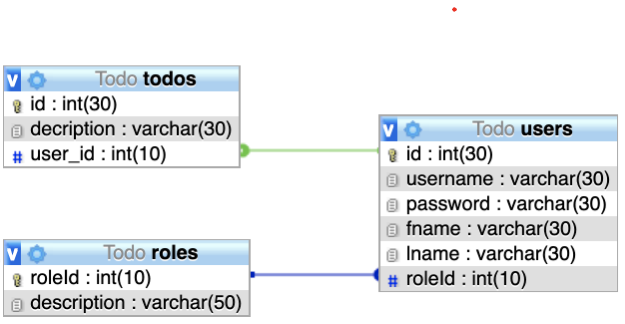 Todo todos
id : int(30)
decription : varchar(30)
user_id : int(10)
Todo users
id : int(30)
username : varchar(30)
password : varchar(30)
fname : varchar(30)
lname : varchar(30)
roleId : int(10)
Todo roles
roleId : int(10)
description : varchar(50)